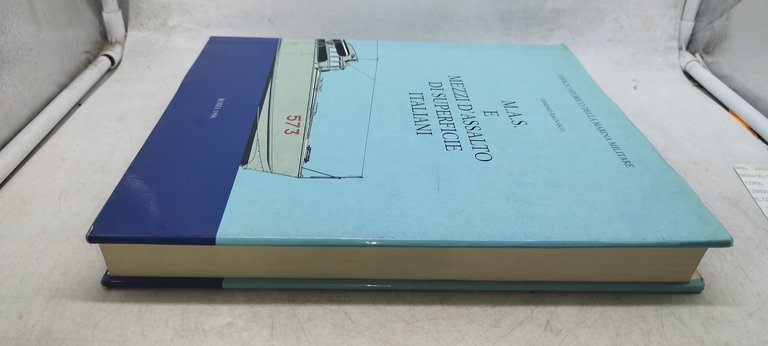 UFFICIO STORICO DELLA MARINA MILITARE
ERMINIO BAGNASCO
M.A.S.
E
MEZZI D'ASSALTO
DI SUPERFICIE
ITALIANI
573
ROMA 1996